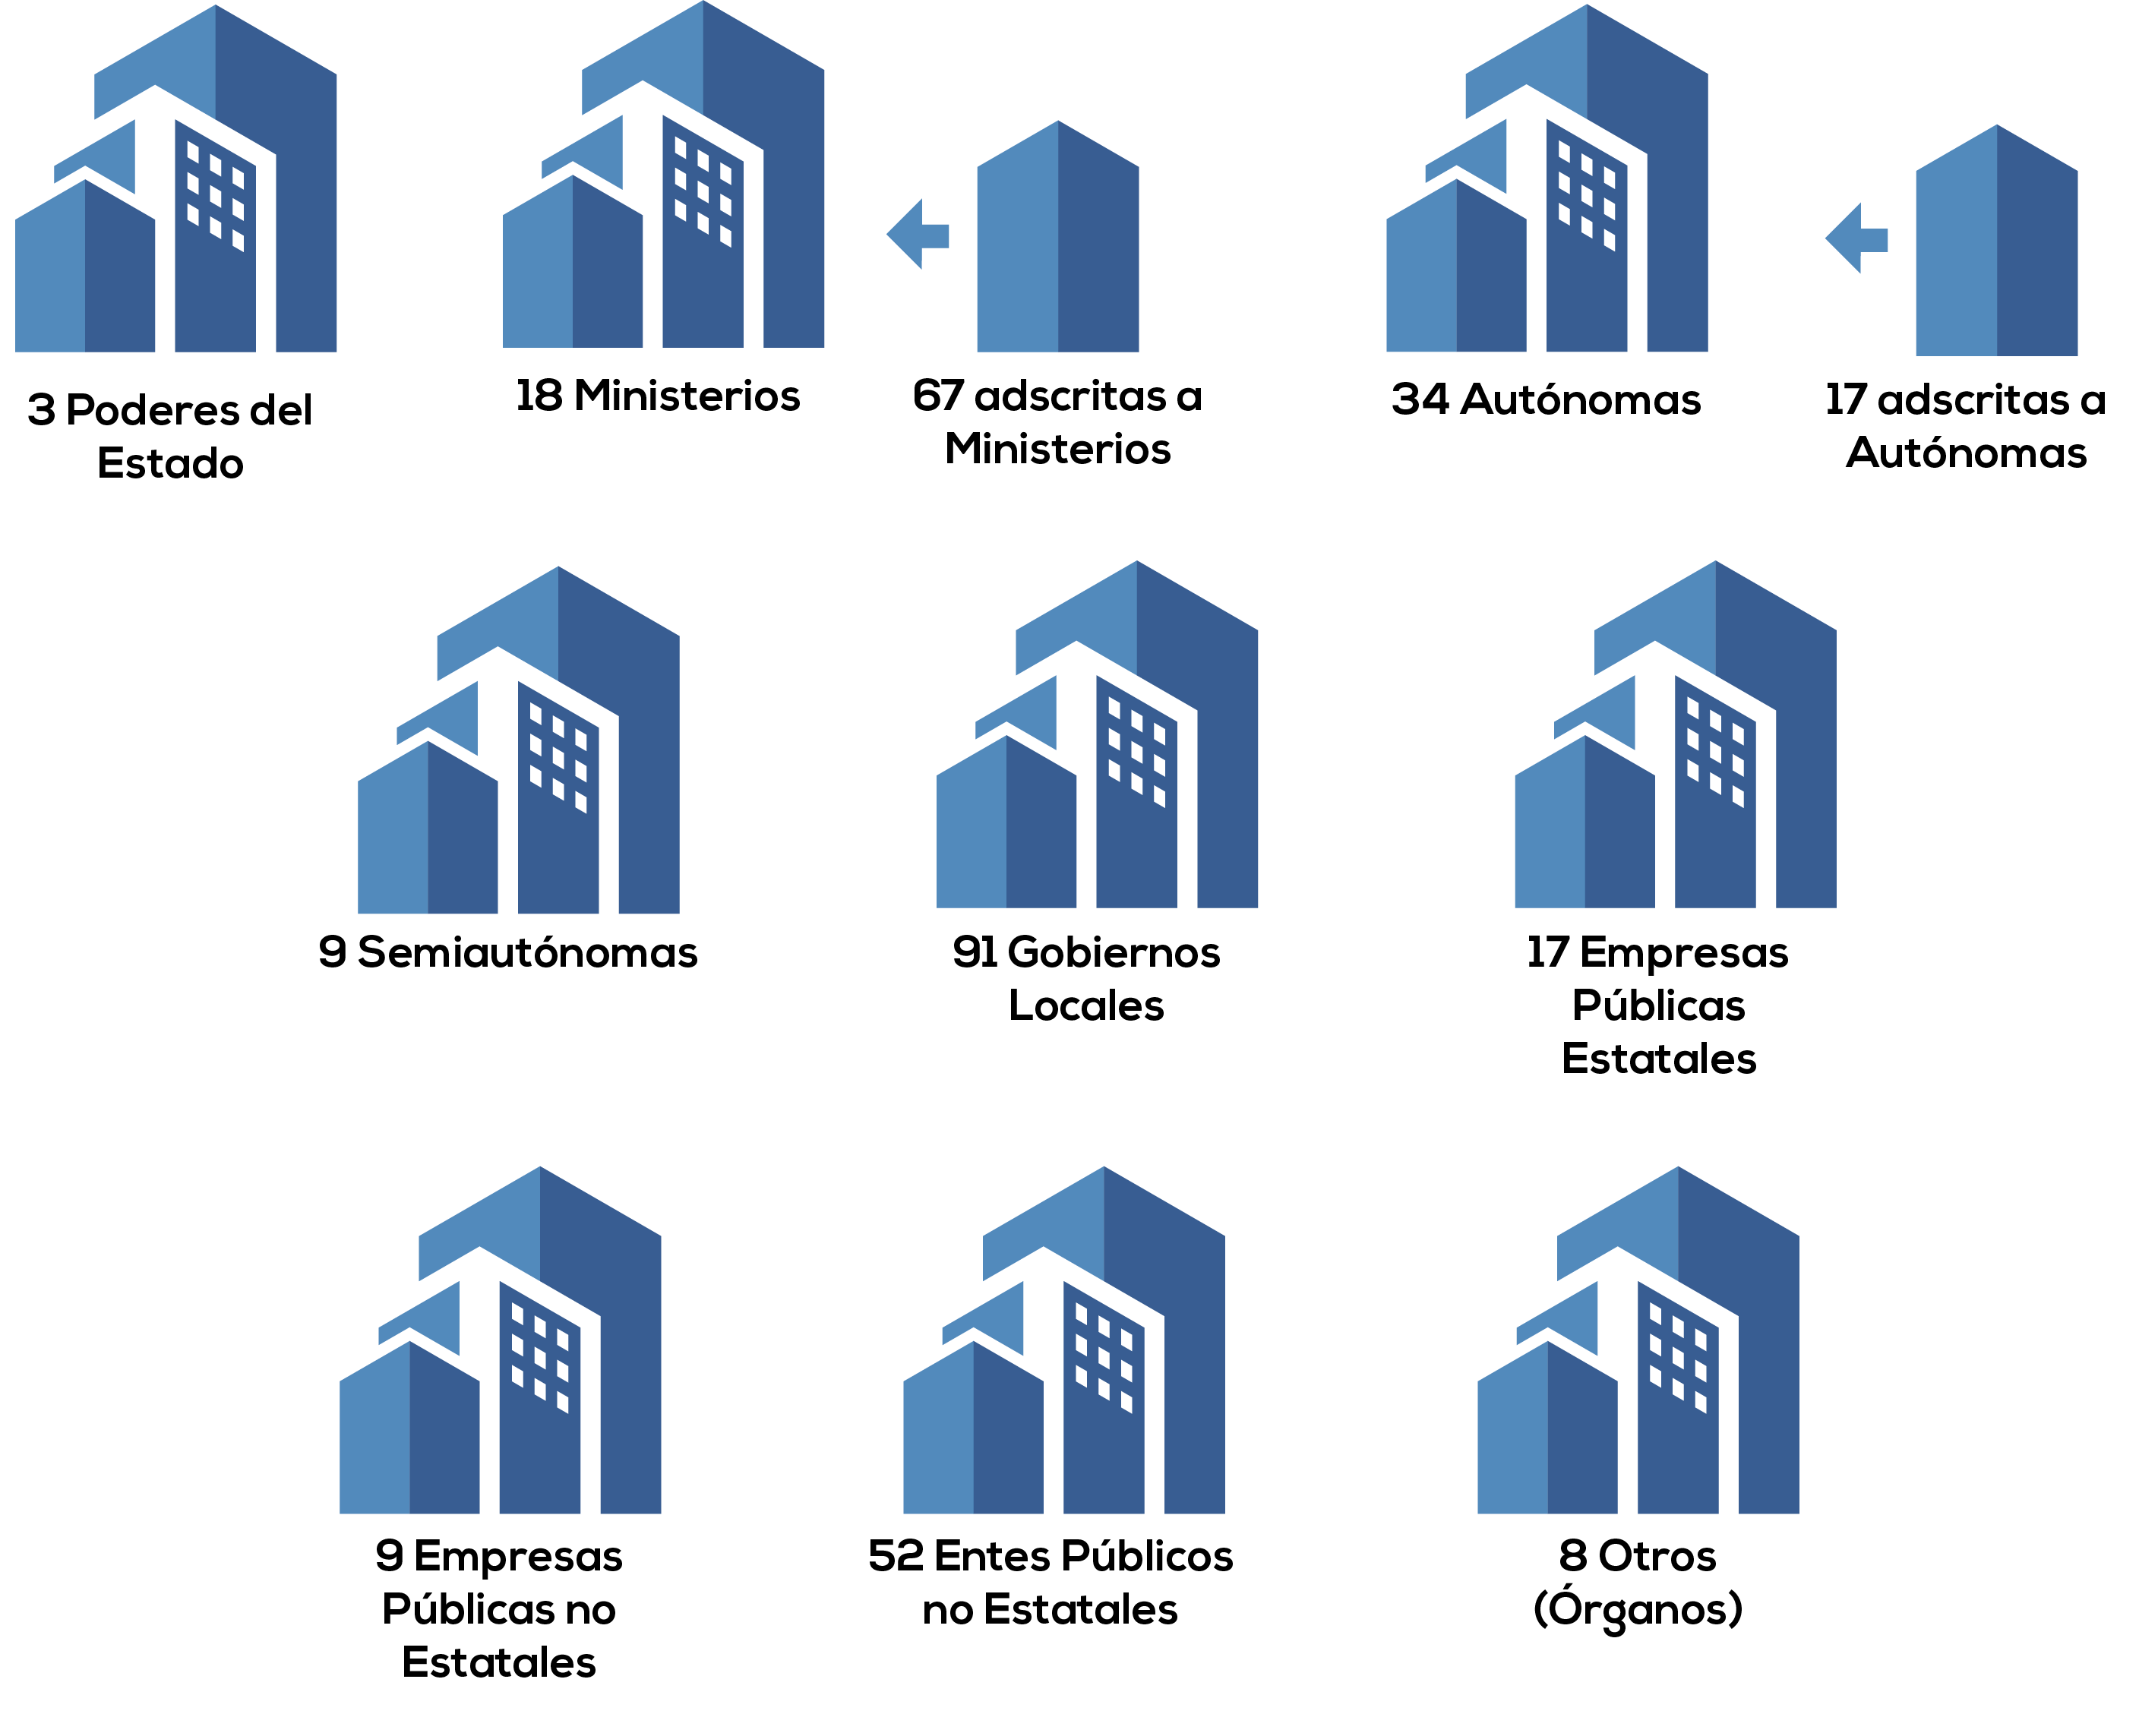 3 Poderes del
Estado
18 Ministerios
67 adscritas a
Ministerios
34 Autónomas
17 adscritas a
Autónomas
9 Semiautónomas
91 Gobiernos
Locales
17 Empresas
Públicas
Estatales
9 Empresas
Públicas no
Estatales
52 Entes Públicos
no Estatales
8 Otros
(Órganos)